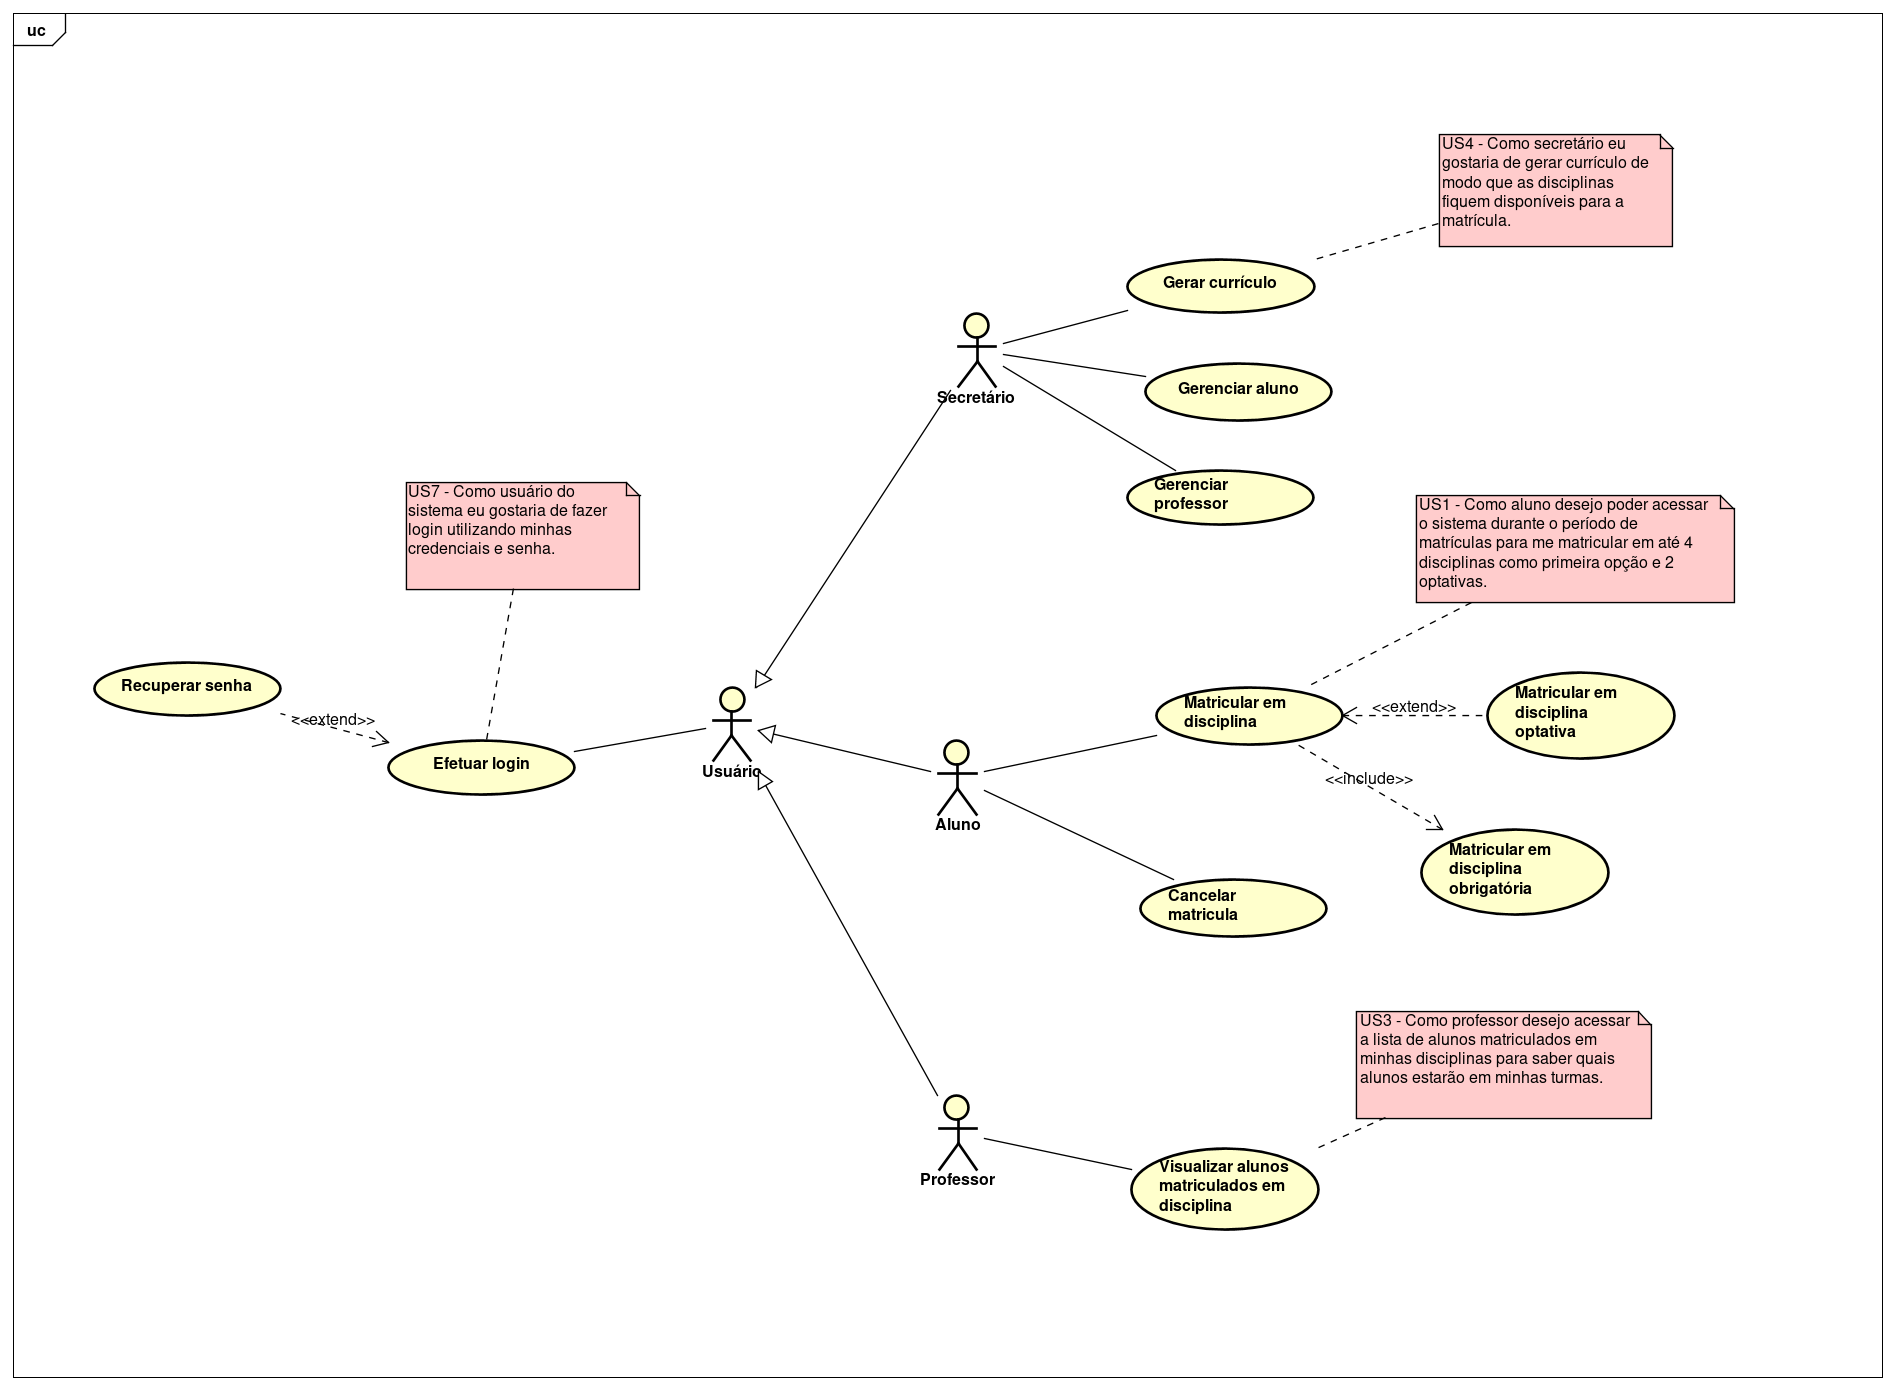 uc
US4 - Como secretário eu
gostaria de gerar currículo de
modo que as disciplinas
fiquem disponíveis para a
matrícula.
Gerar currículo
Secretário
Gerenciar aluno
Gerenciar
professor
US7 - Como usuário do
sistema eu gostaria de fazer
login utilizando minhas
credenciais e senha.
US1 - Como aluno desejo poder acessar
o sistema durante o período de
matrículas para me matricular em até 4
disciplinas como primeira opção e 2
optativas.
Recuperar senha
<<extend>>
Efetuar login
Usuário
Matricular em
disciplina
<<extend>>
Matricular em
disciplina
optativa
<<include>>
Aluno
Matricular em
disciplina
obrigatória
Cancelar
matricula
US3 - Como professor desejo acessar
a lista de alunos matriculados em
minhas disciplinas para saber quais
alunos estarão em minhas turmas.
Professor
Visualizar alunos
matriculados em
disciplina